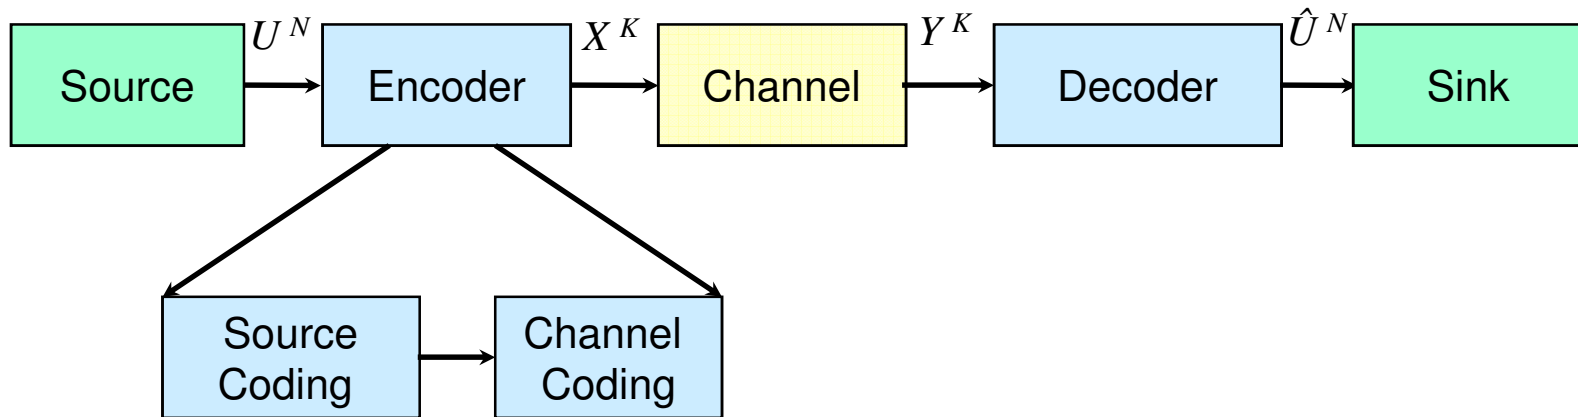 U^N X^K Y^K Û^N
Source Encoder Channel Decoder Sink
Source Channel
Coding Coding